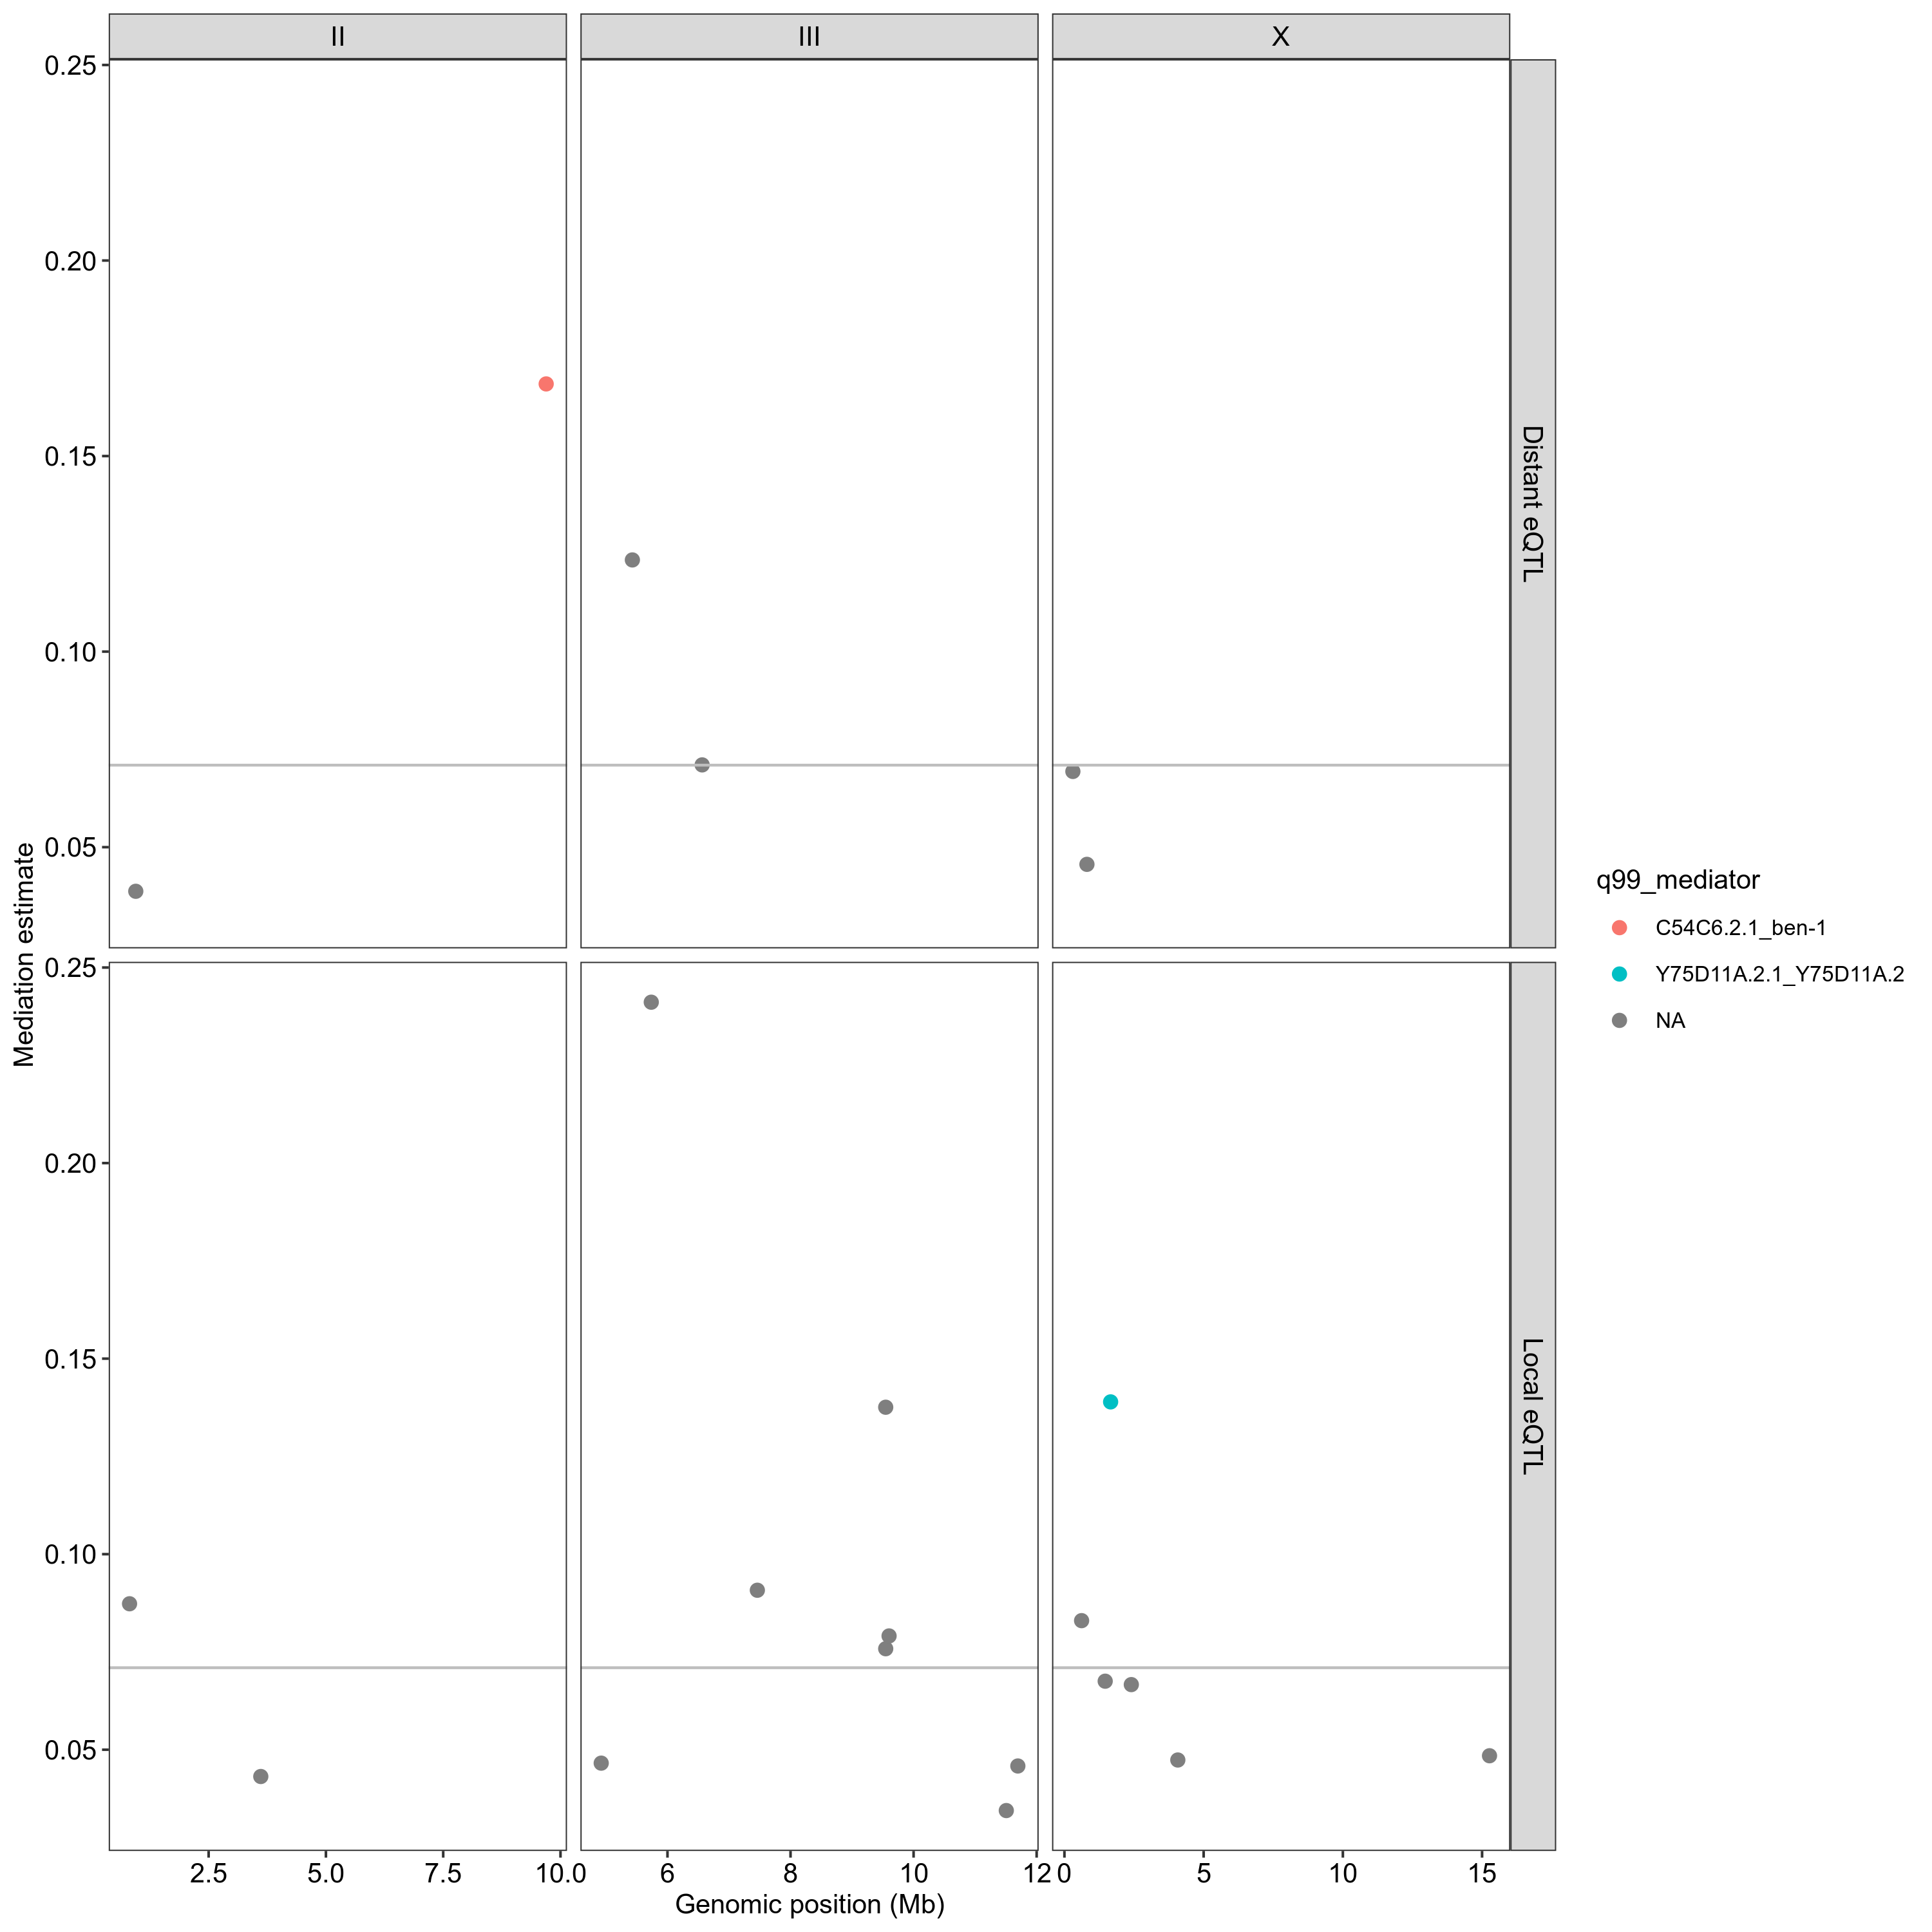 II
III
X
0.25
0.20
0.15
0.10
0.05
Distant eQTL
0.25
0.20
0.15
0.10
0.05
Local eQTL
Mediation estimate
2.5
5.0
7.5
10.0
6
8
10
12
0
5
10
15
Genomic position (Mb)
q99_mediator
C54C6.2.1_ben-1
Y75D11A.2.1_Y75D11A.2
NA